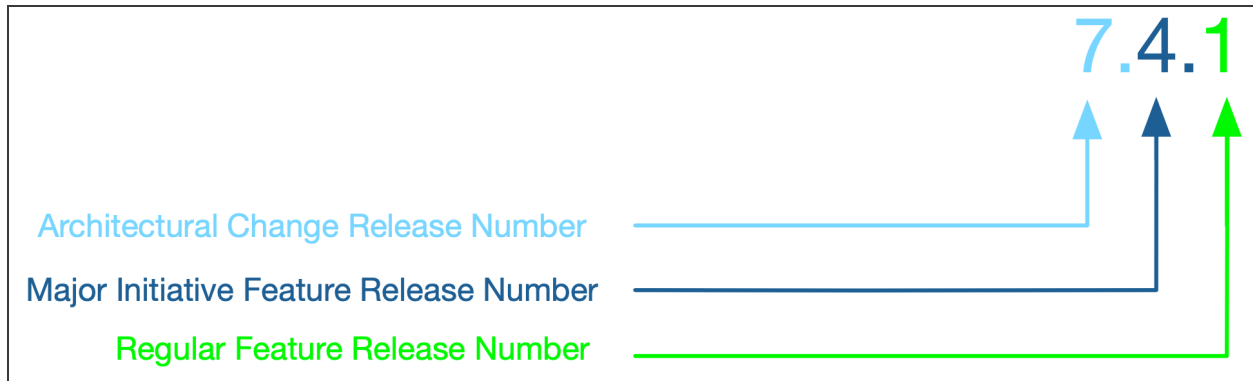 7.4.1
Architectural Change Release Number
Major Initiative Feature Release Number
Regular Feature Release Number